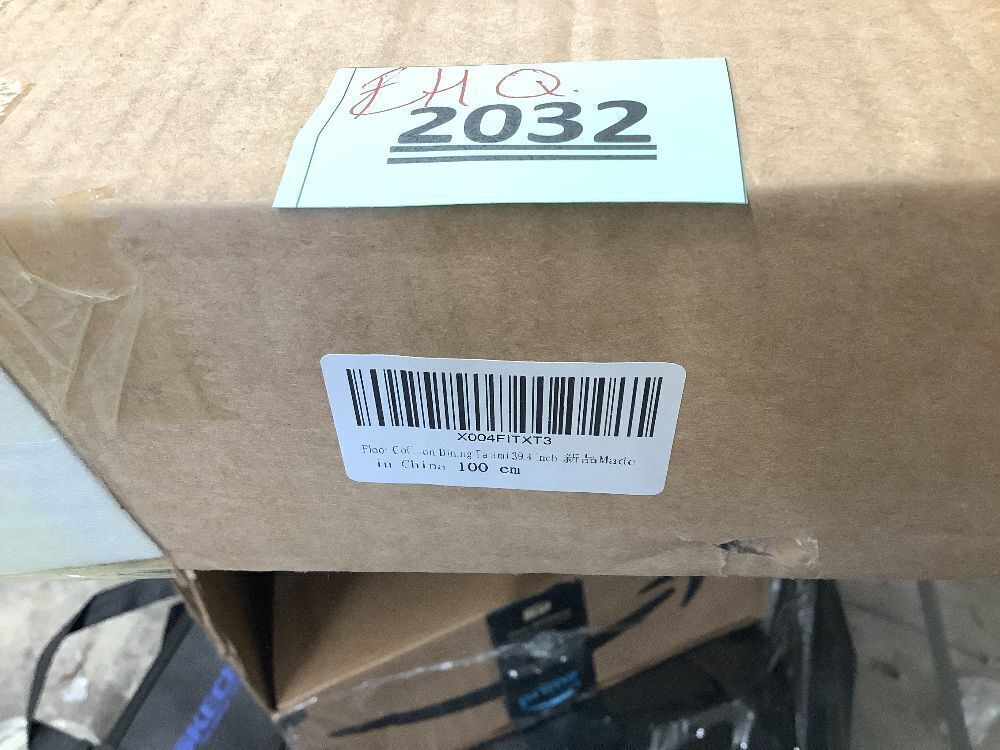 EHQ.
2032
X004FITXT3
Floor on Dining Tatami 39.4 inch 新品Made
in China 100 cm